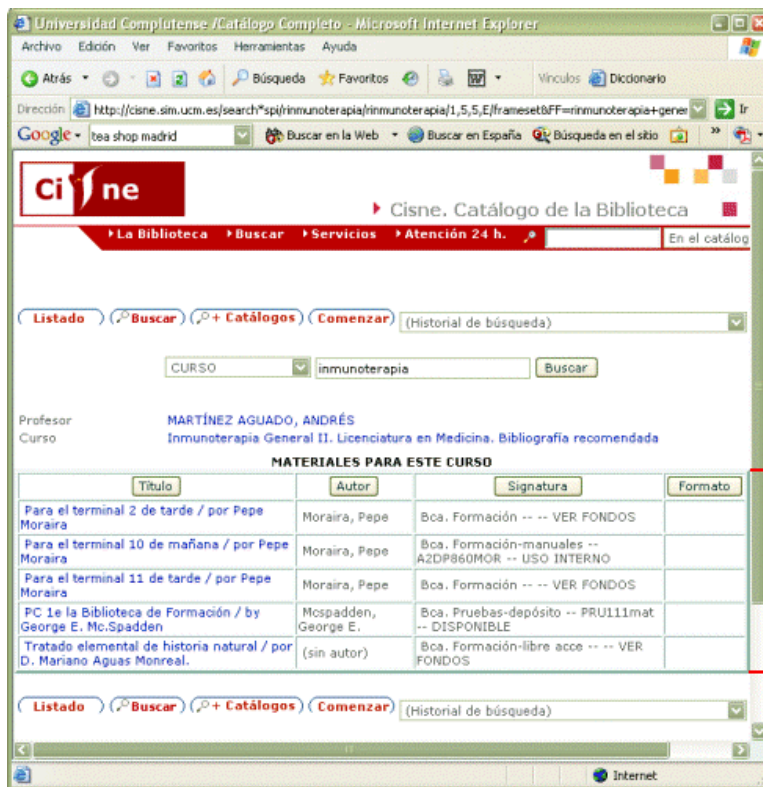 Universidad Complutense /Catálogo Completo - Microsoft Internet Explorer
Archivo Edición Ver Favoritos Herramientas Ayuda
Atrás Búsqueda Favoritos Vínculos Diccionario
Dirección http://cisne.sim.ucm.es/search*spi/rinmunoterapia/rinmunoterapia/1,5,5,E/frameset&FF=rinmunoterapia+gener Ir
Google tea shop madrid Buscar en la Web Buscar en España Búsqueda en el sitio »
Cisne
Cisne. Catálogo de la Biblioteca
La Biblioteca Buscar Servicios Atención 24 h. En el catálog
Listado Buscar + Catálogos Comenzar (Historial de búsqueda)
CURSO inmunoterapia Buscar
Profesor MARTÍNEZ AGUADO, ANDRÉS
Curso Inmunoterapia General II. Licenciatura en Medicina. Bibliografía recomendada
MATERIALES PARA ESTE CURSO
Título Autor Signatura Formato
Para el terminal 2 de tarde / por Pepe
Moraira
Moraira, Pepe
Bca. Formación -- -- VER FONDOS
Para el terminal 10 de mañana / por Pepe
Moraira
Moraira, Pepe
Bca. Formación-manuales --
A2DP860MOR -- USO INTERNO
Para el terminal 11 de tarde / por Pepe
Moraira
Moraira, Pepe
Bca. Formación -- -- VER FONDOS
PC 1e la Biblioteca de Formación / by
George E. Mc.Spadden
Mcspadden,
George E.
Bca. Pruebas-depósito -- PRU111mat
-- DISPONIBLE
Tratado elemental de historia natural / por
D. Mariano Aguas Monreal.
(sin autor)
Bca. Formación-libre acce -- -- VER
FONDOS
Listado Buscar + Catálogos Comenzar (Historial de búsqueda)
Internet